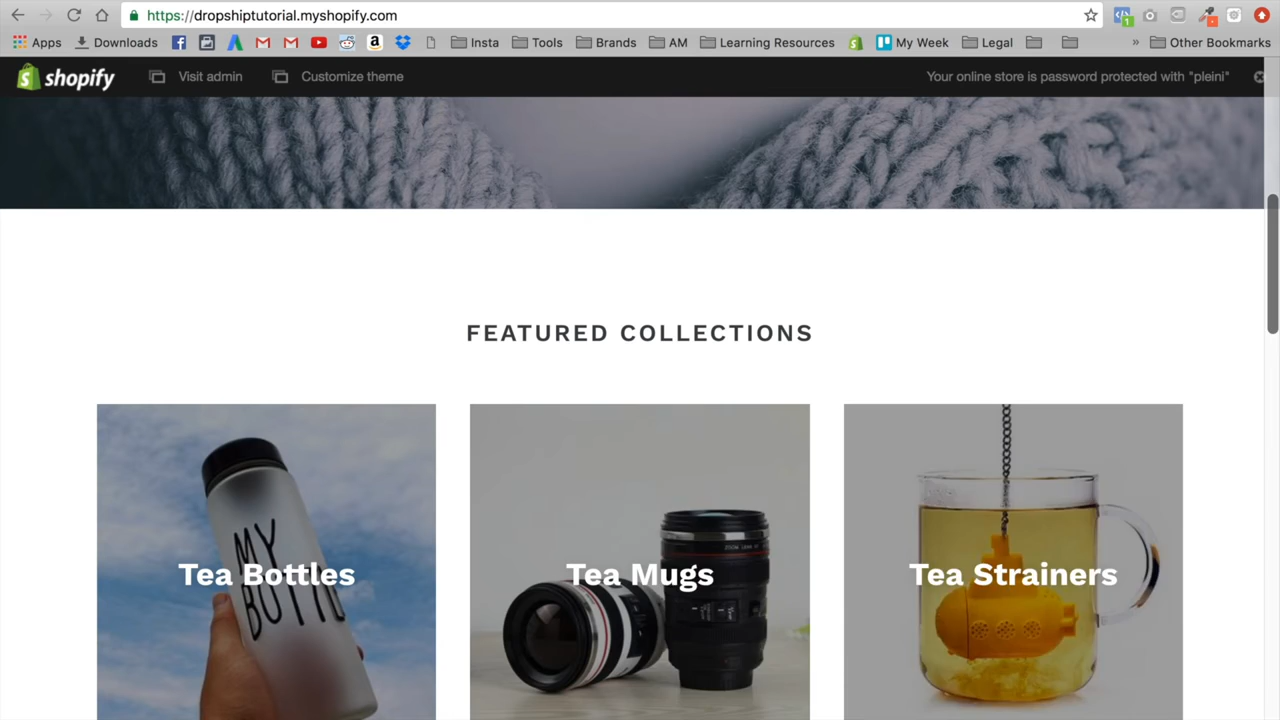 https://dropshiptutorial.myshopify.com
1
Apps
Downloads
Insta
Tools
Brands
AM
Learning Resources
My Week
Legal
»
Other Bookmarks
shopify
Visit admin
Customize theme
Your online store is password protected with "pleini"
FEATURED COLLECTIONS
MY
Tea Bottles
Tea Mugs
Tea Strainers